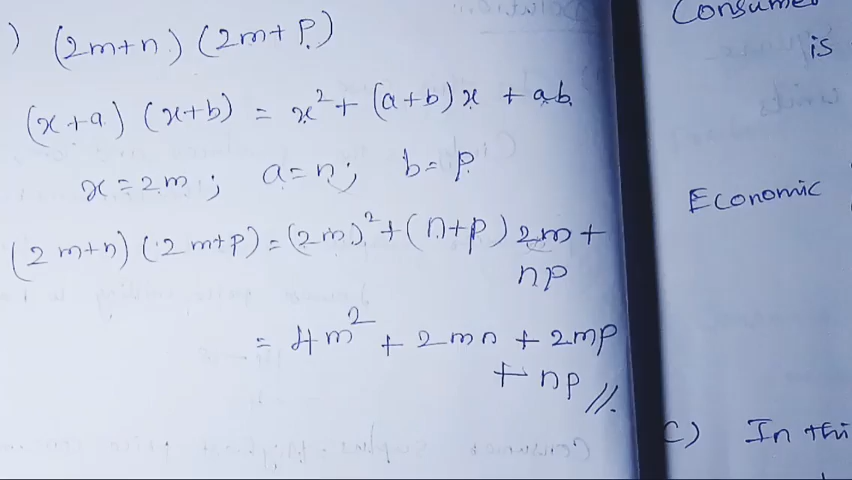 ) (2m+n) (2m+P)
(x+a) (x+b) = x² + (a+b)x + ab
x = 2m ; a = n ; b = p
(2m+n) (2m+p) = (2m)² + (n+p) 2m +
np
= 4m² + 2mn + 2mp
+ np //.
Consumer
is
Economic
C) In thi